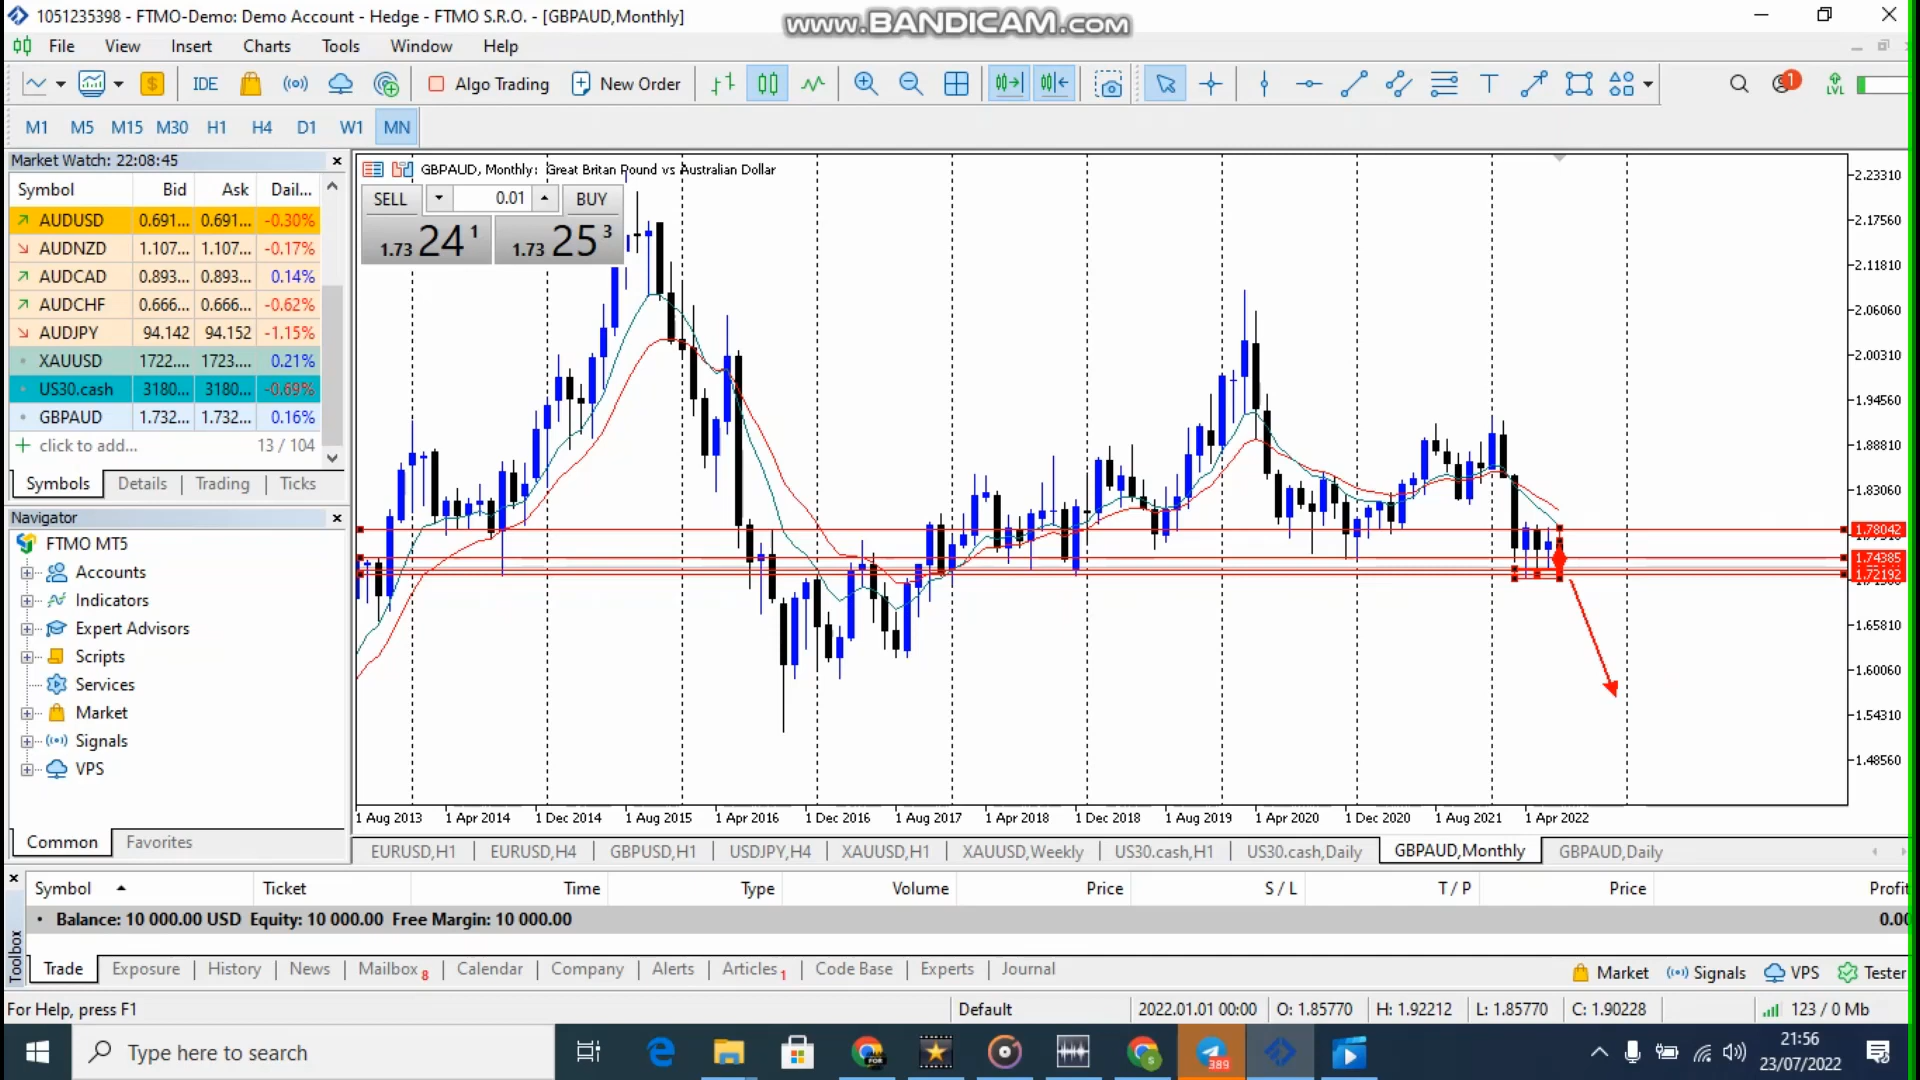 1051235398 - FTMO-Demo: Demo Account - Hedge - FTMO S.R.O. - [GBPAUD,Monthly]
www.BANDICAM.com
File View Insert Charts Tools Window Help
IDE Algo Trading New Order LVL 1
M1 M5 M15 M30 H1 H4 D1 W1 MN
Market Watch: 22:08:45
Symbol Bid Ask Dail...
AUDUSD 0.691... 0.691... -0.30%
AUDNZD 1.107... 1.107... -0.17%
AUDCAD 0.893... 0.893... 0.14%
AUDCHF 0.666... 0.666... -0.62%
AUDJPY 94.142 94.152 -1.15%
XAUUSD 1722.... 1723.... 0.21%
US30.cash 3180... 3180... -0.69%
GBPAUD 1.732... 1.732... 0.16%
click to add... 13 / 104
Symbols Details Trading Ticks
Navigator
FTMO MT5
Accounts
Indicators
Expert Advisors
Scripts
Services
Market
Signals
VPS
Common Favorites
GBPAUD, Monthly: Great Britan Pound vs Australian Dollar
SELL 0.01 BUY
1.73 24 1 1.73 25 3
2.23310
2.17560
2.11810
2.06060
2.00310
1.94560
1.88810
1.83060
1.78042
1.74385
1.72192
1.65810
1.60060
1.54310
1.48560
1 Aug 2013 1 Apr 2014 1 Dec 2014 1 Aug 2015 1 Apr 2016 1 Dec 2016 1 Aug 2017 1 Apr 2018 1 Dec 2018 1 Aug 2019 1 Apr 2020 1 Dec 2020 1 Aug 2021 1 Apr 2022
EURUSD,H1 EURUSD,H4 GBPUSD,H1 USDJPY,H4 XAUUSD,H1 XAUUSD,Weekly US30.cash,H1 US30.cash,Daily GBPAUD,Monthly GBPAUD,Daily
Symbol Ticket Time Type Volume Price S / L T / P Price Profit
Balance: 10 000.00 USD Equity: 10 000.00 Free Margin: 10 000.00 0.00
Toolbox
Trade Exposure History News Mailbox 8 Calendar Company Alerts Articles 1 Code Base Experts Journal Market Signals VPS Tester
For Help, press F1 Default 2022.01.01 00:00 O: 1.85770 H: 1.92212 L: 1.85770 C: 1.90228 123 / 0 Mb
Type here to search 389 21:56
23/07/2022